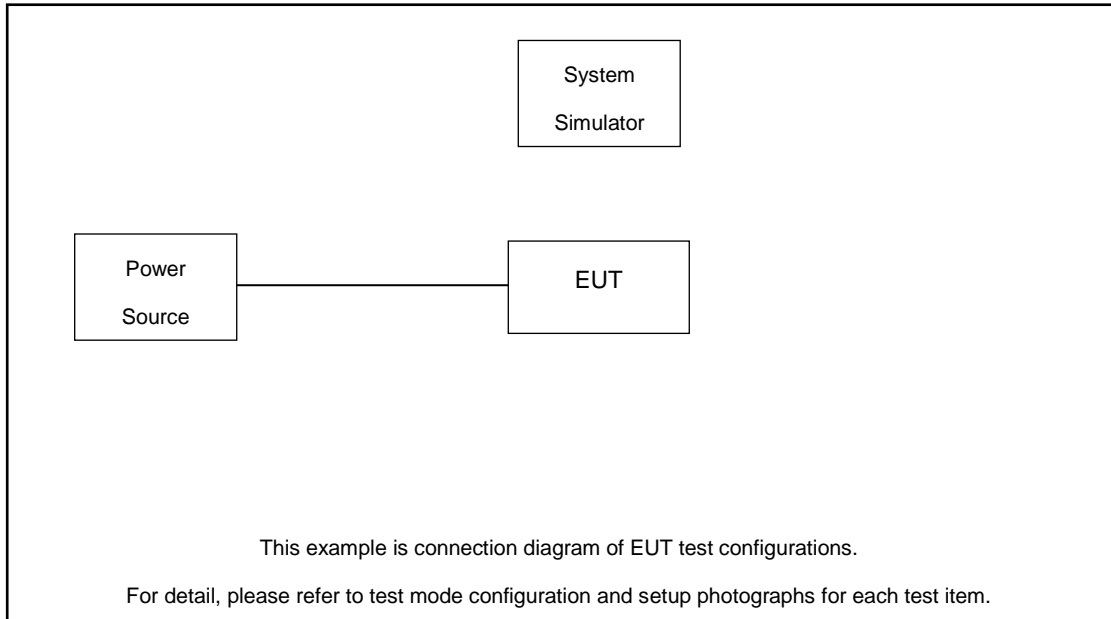 System
Simulator
Power
Source
EUT
This example is connection diagram of EUT test configurations.
For detail, please refer to test mode configuration and setup photographs for each test item.